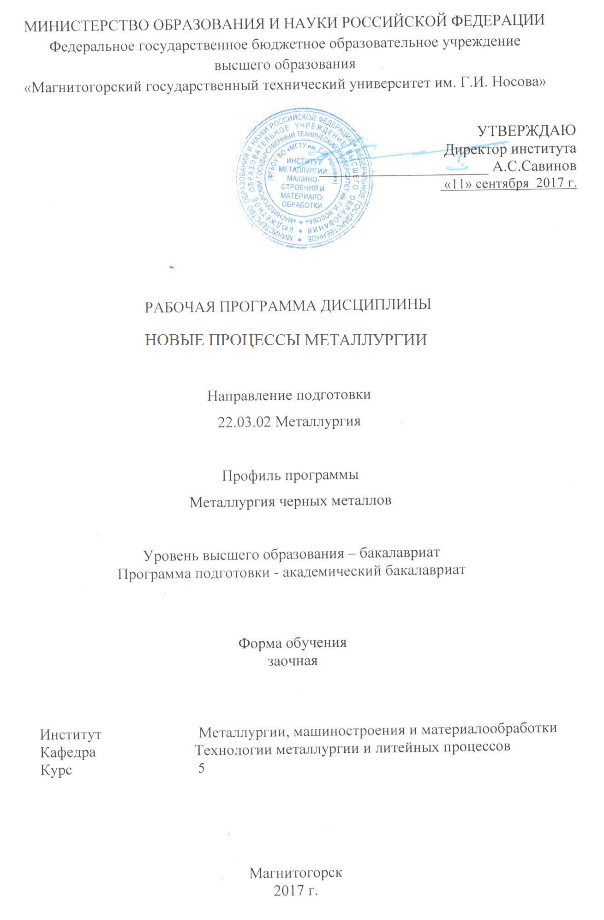 МИНИСТЕРСТВО ОБРАЗОВАНИЯ И НАУКИ РОССИЙСКОЙ ФЕДЕРАЦИИ
Федеральное государственное бюджетное образовательное учреждение
высшего образования
«Магнитогорский государственный технический университет им. Г.И. Носова»
УТВЕРЖДАЮ
Директор института
А.С.Савинов
«11» сентября 2017 г.
ИНСТИТУТ
МЕТАЛЛУРГИИ
МАШИНО-
СТРОЕНИЯ И
МАТЕРИАЛО-
ОБРАБОТКИ
РАБОЧАЯ ПРОГРАММА ДИСЦИПЛИНЫ
НОВЫЕ ПРОЦЕССЫ МЕТАЛЛУРГИИ
Направление подготовки
22.03.02 Металлургия
Профиль программы
Металлургия черных металлов
Уровень высшего образования – бакалавриат
Программа подготовки - академический бакалавриат
Форма обучения
заочная
Институт Металлургии, машиностроения и материалообработки
Кафедра Технологии металлургии и литейных процессов
Курс 5
Магнитогорск
2017 г.